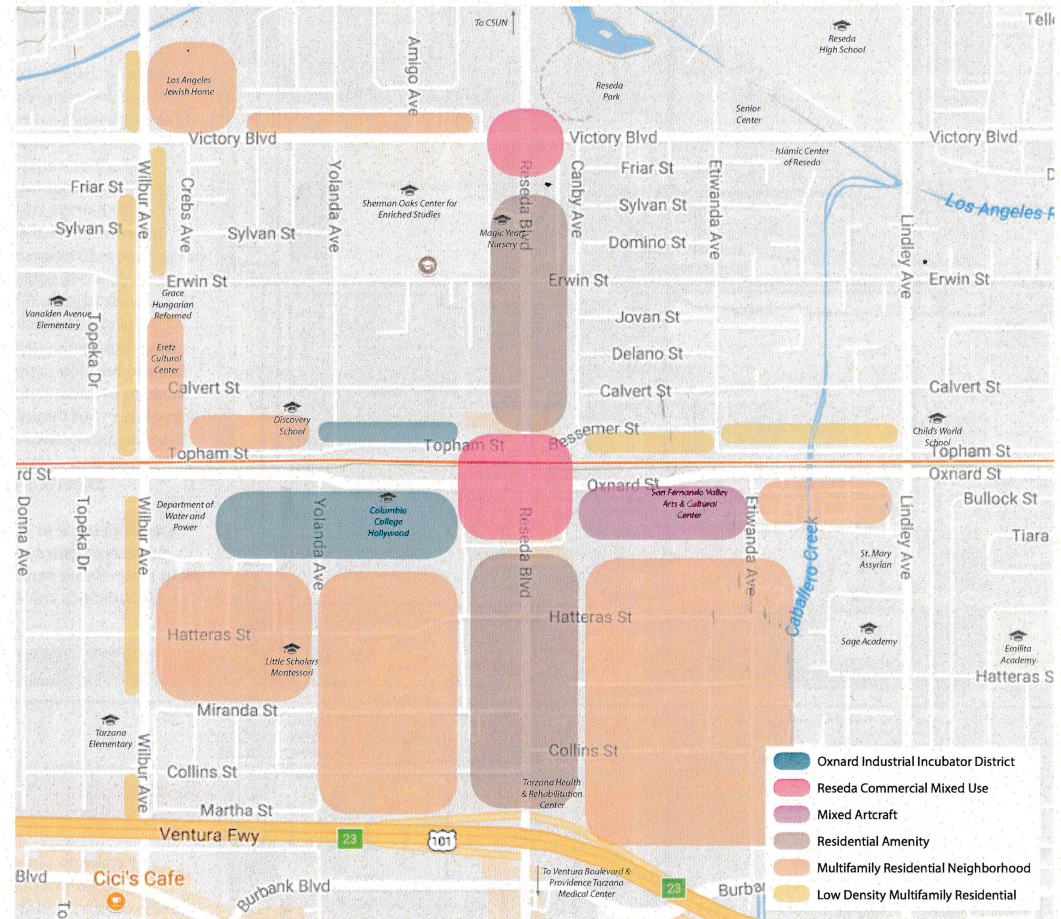 To CSUN
Tell
Reseda
High School
Amigo Ave
Los Angeles
Jewish Home
Reseda
Park
Senior
Center
Victory Blvd
Victory Blvd
Victory Blvd
Islamic Center
of Reseda
Friar St
Wilbur Ave
Crebs Ave
Yolanda Ave
Sherman Oaks Center for
Enriched Studies
Reseda Blvd
Canby Ave
Friar St
Etiwanda Ave
D
Sylvan St
Sylvan St
Magic Years
Nursery
Sylvan St
Domino St
Los Angeles R
Lindley Ave
Erwin St
Erwin St
Erwin St
Grace
Hungarian
Reformed
Vanalden Avenue
Elementary
Topeka Dr
Jovan St
Eretz
Cultural
Center
Delano St
Calvert St
Calvert St
Calvert St
Discovery
School
Bessemer St
Child's World
School
Topham St
Topham St
Topham St
rd St
Oxnard St
Oxnard St
Donna Ave
Topeka Dr
Wilbur Ave
Department of
Water and
Power
Yolanda Ave
Columbia
College
Hollywood
Reseda Blvd
San Fernando Valley
Arts & Cultural
Center
Etiwanda Ave
Lindley Ave
Bullock St
Tiara
Caballero Creek
St. Mary
Assyrian
Hatteras St
Hatteras St
Little Scholars
Montessori
Sage Academy
Emilita
Academy
Hatteras S
Miranda St
Tarzana
Elementary
Wilbur Ave
Collins St
Collins St
Tarzana Health
& Rehabilitation
Center
Martha St
Ventura Fwy
23
101
Oxnard Industrial Incubator District
Reseda Commercial Mixed Use
Mixed Artcraft
Residential Amenity
Multifamily Residential Neighborhood
Low Density Multifamily Residential
Blvd
Cici's Cafe
To
Burbank Blvd
To Ventura Boulevard &
Providence Tarzana
Medical Center
23
Burba